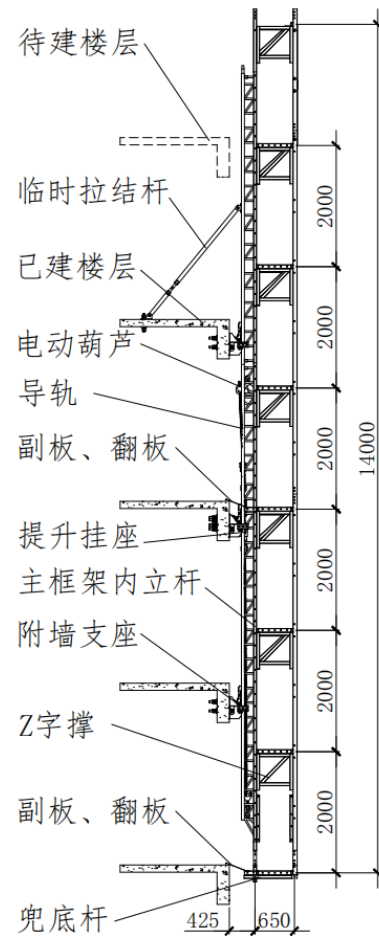 待建楼层
临时拉结杆
已建楼层
电动葫芦
导轨
副板、翻板
提升挂座
主框架内立杆
附墙支座
Z字撑
副板、翻板
兜底杆
2000
2000
2000
2000
2000
2000
14000
425
650